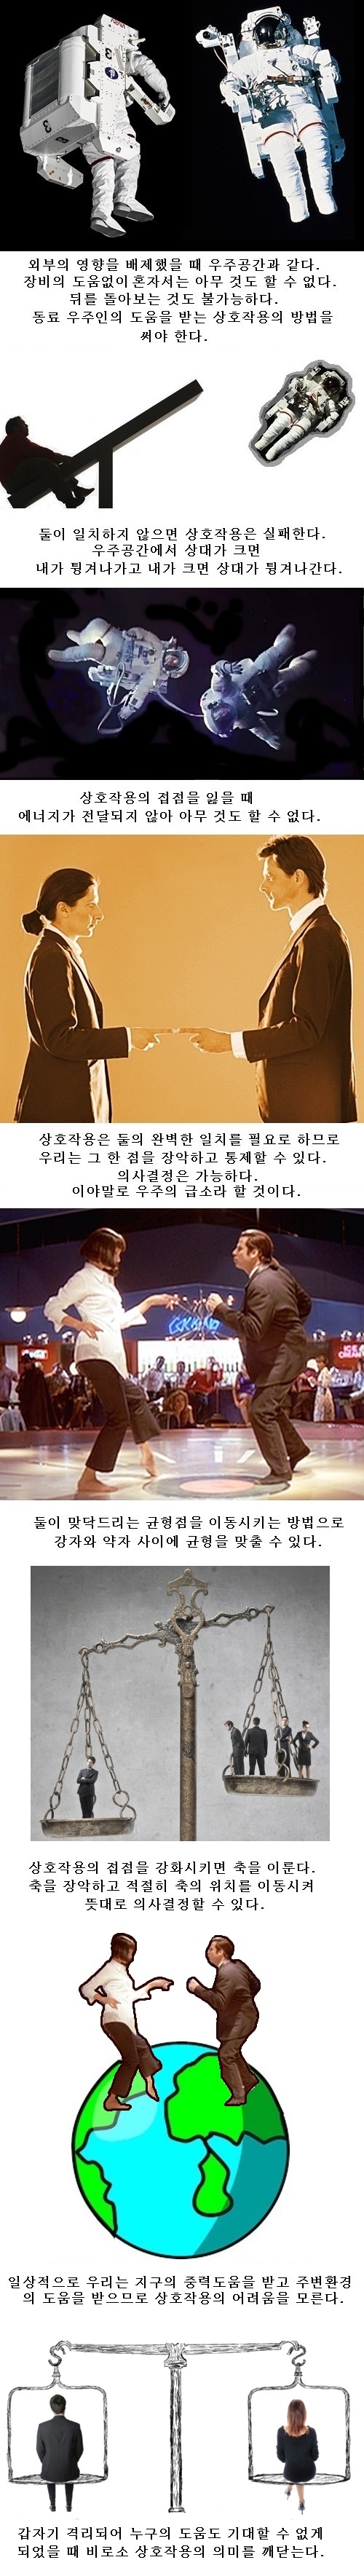 외부의 영향을 배제했을 때 우주공간과 같다.
장비의 도움없이 혼자서는 아무 것도 할 수 없다.
뒤를 돌아보는 것도 불가능하다.
동료 우주인의 도움을 받는 상호작용의 방법을
써야 한다.
둘이 일치하지 않으면 상호작용은 실패한다.
우주공간에서 상대가 크면
내가 튕겨나가고 내가 크면 상대가 튕겨나간다.
상호작용의 접점을 잃을 때
에너지가 전달되지 않아 아무 것도 할 수 없다.
상호작용은 둘의 완벽한 일치를 필요로 하므로
우리는 그 한 점을 장악하고 통제할 수 있다.
의사결정은 가능하다.
이야말로 우주의 급소라 할 것이다.
둘이 맞닥드리는 균형점을 이동시키는 방법으로
강자와 약자 사이에 균형을 맞출 수 있다.
상호작용의 접점을 강화시키면 축을 이룬다.
축을 장악하고 적절히 축의 위치를 이동시켜
뜻대로 의사결정할 수 있다.
일상적으로 우리는 지구의 중력도움을 받고 주변환경
의 도움을 받으므로 상호작용의 어려움을 모른다.
갑자기 격리되어 누구의 도움도 기대할 수 없게
되었을 때 비로소 상호작용의 의미를 깨닫는다.